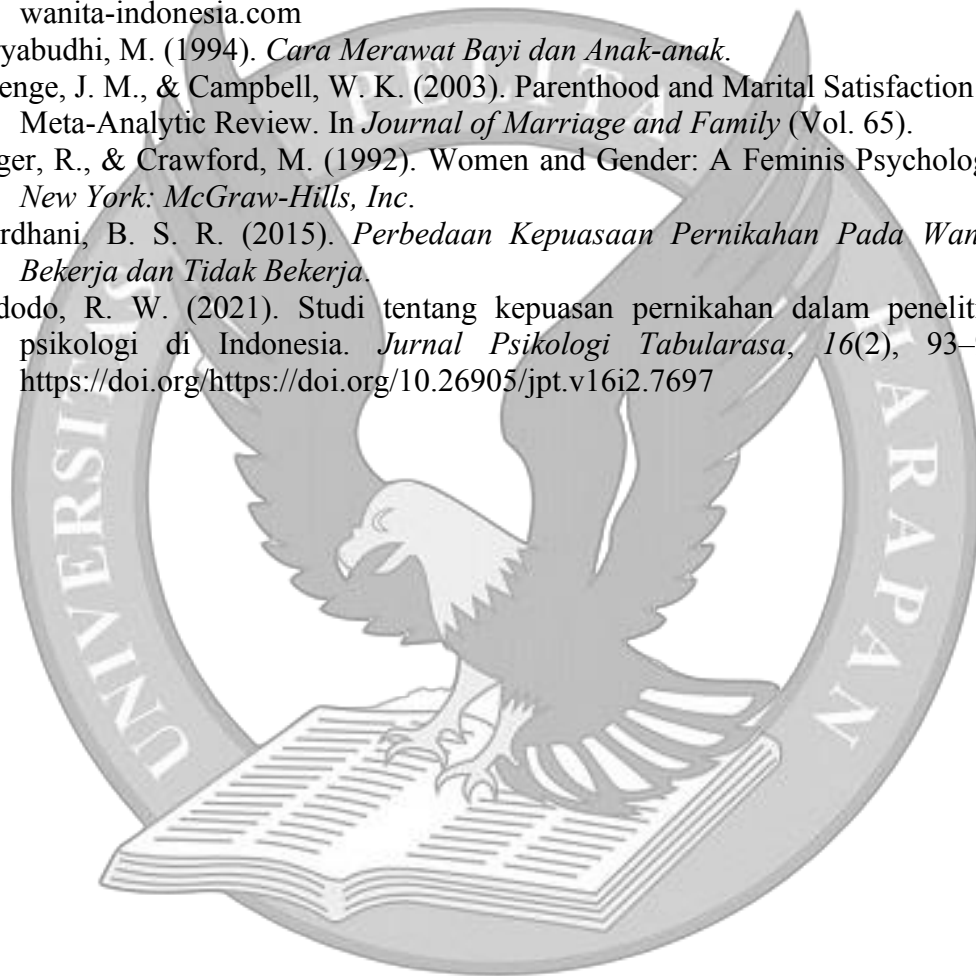 wanita-indonesia.com
yabudhi, M. (1994). Cara Merawat Bayi dan Anak-anak.
enge, J. M., & Campbell, W. K. (2003). Parenthood and Marital Satisfaction
Meta-Analytic Review. In Journal of Marriage and Family (Vol. 65).
ger, R., & Crawford, M. (1992). Women and Gender: A Feminis Psycholog
New York: McGraw-Hills, Inc.
rdhani, B. S. R. (2015). Perbedaan Kepuasaan Pernikahan Pada Wan
Bekerja dan Tidak Bekerja.
dodo, R. W. (2021). Studi tentang kepuasan pernikahan dalam penelit
psikologi di Indonesia. Jurnal Psikologi Tabularasa, 16(2), 93–
https://doi.org/https://doi.org/10.26905/jpt.v16i2.7697
UNIVERSITAS PELITA HARAPAN